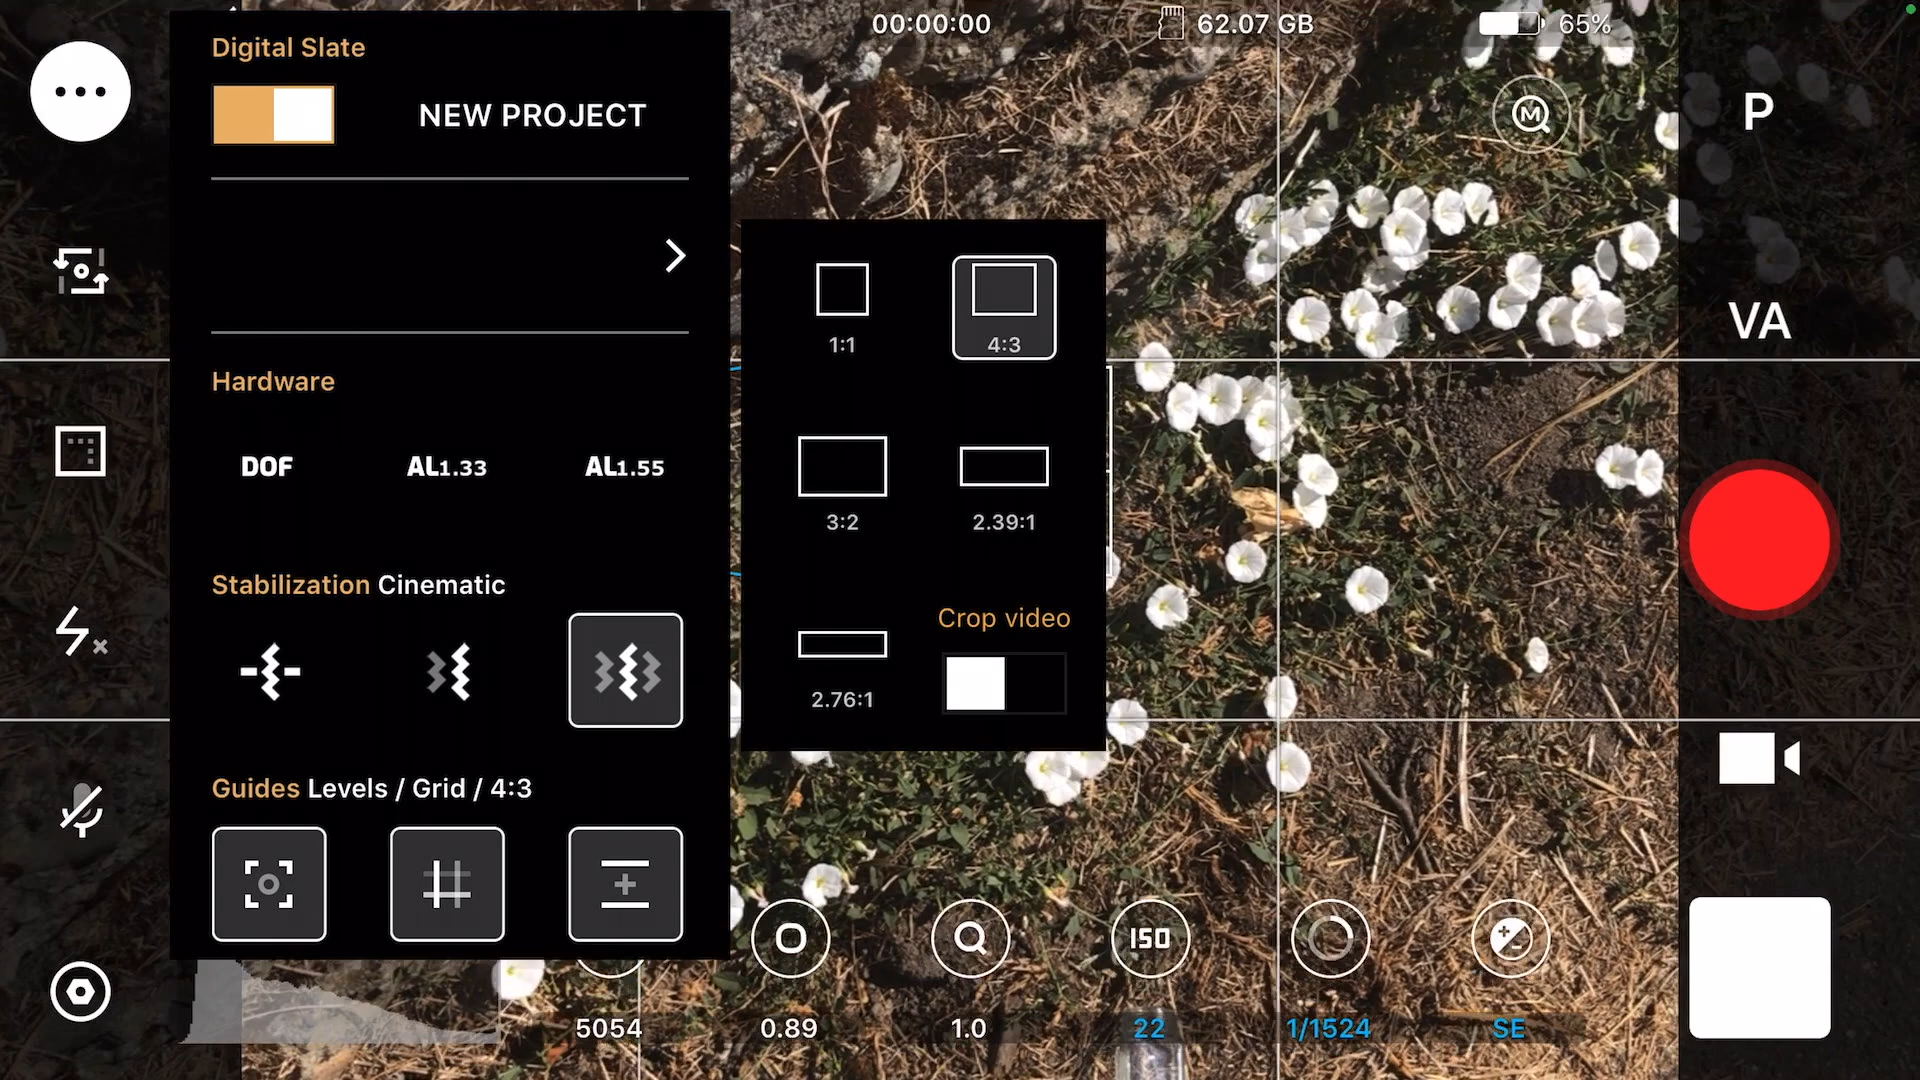 00:00:00
62.07 GB
65%
Digital Slate
NEW PROJECT
M
P
VA
1:1
4:3
Hardware
DOF
AL1.33
AL1.55
3:2
2.39:1
Stabilization Cinematic
Crop video
2.76:1
Guides Levels / Grid / 4:3
ISO
5054
0.89
1.0
22
1/1524
SE